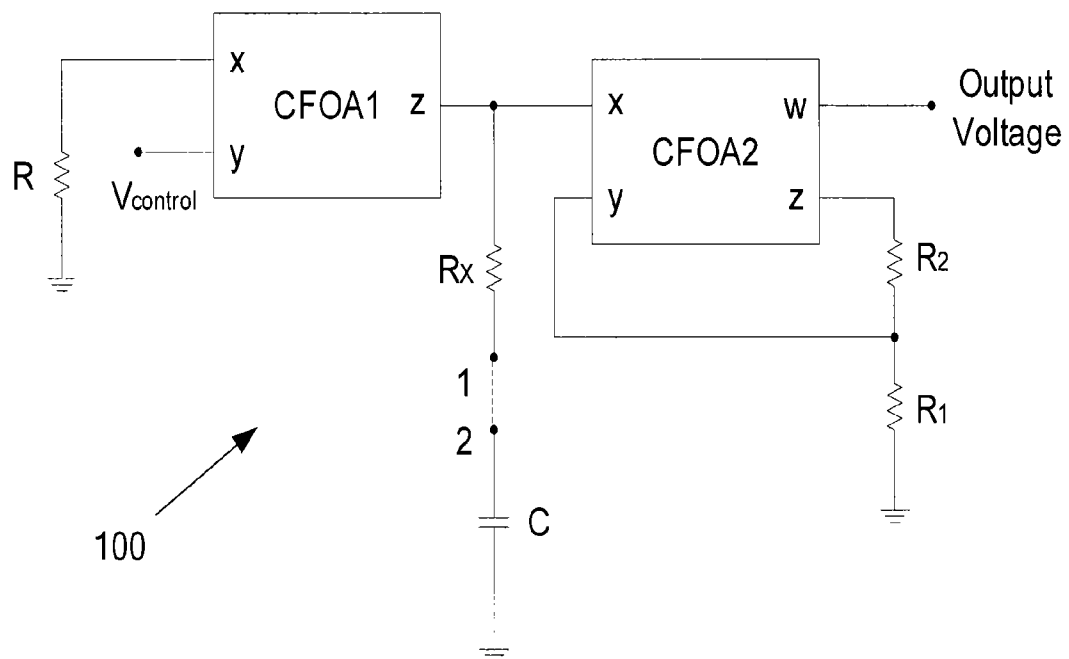 x
CFOA1
z
y
R
Vcontrol
x
w
CFOA2
y
z
Output
Voltage
Rx
R2
1
2
R1
C
100